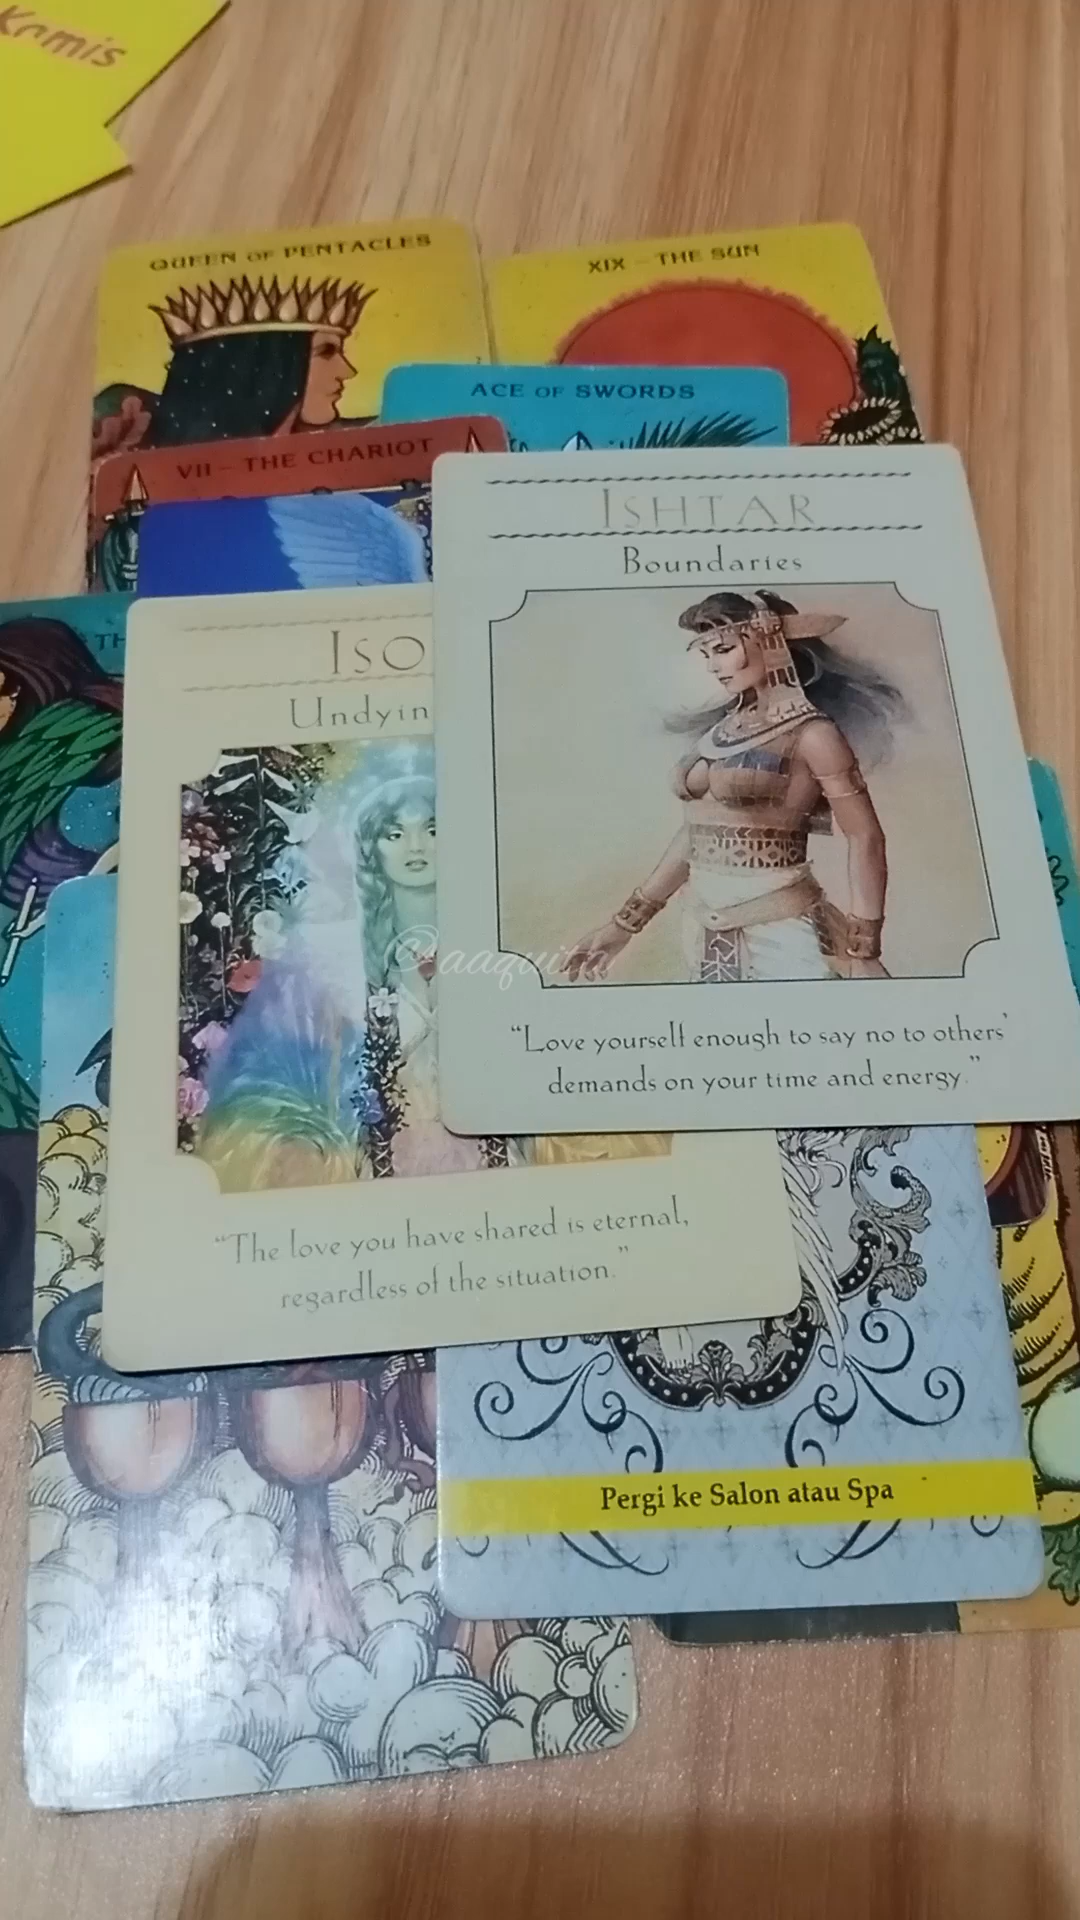 Kamis
QUEEN OF PENTACLES
XIX - THE SUN
ACE OF SWORDS
VII - THE CHARIOT
ISHTAR
Boundaries
TH
ISO
Undyin
@aaquita
"Love yourself enough to say no to others'
demands on your time and energy."
"The love you have shared is eternal,
regardless of the situation."
Pergi ke Salon atau Spa